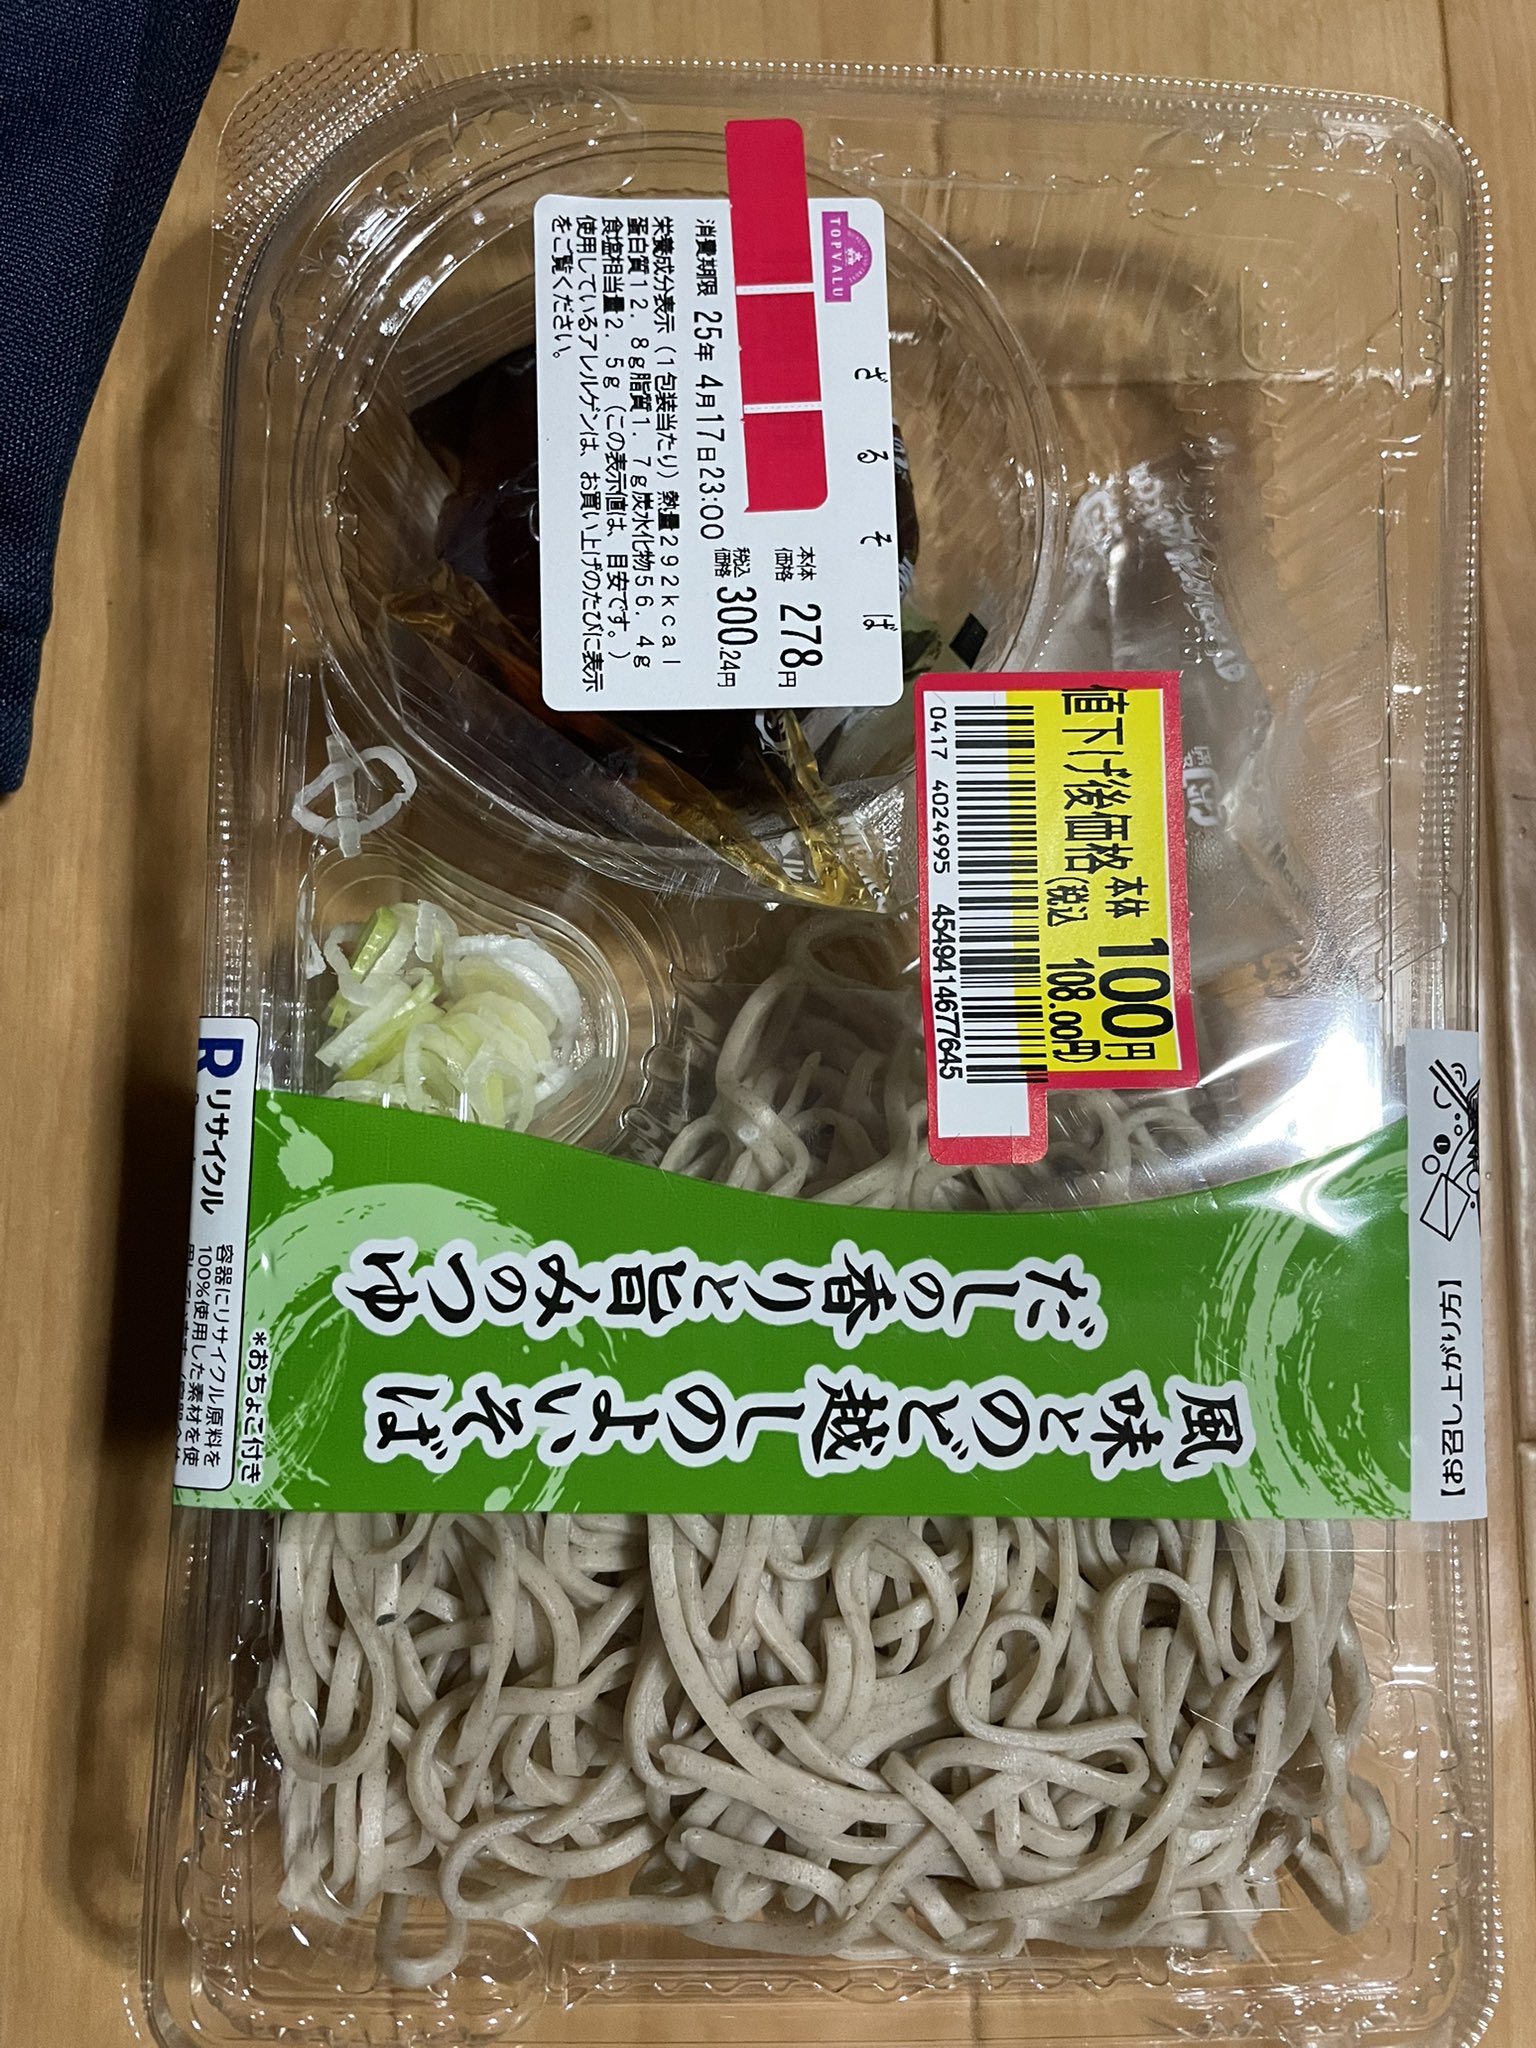 TOPVALU
ざるそば
本体価格 278円
消費期限 25年 4月17日23:00
税込価格 300.24円
栄養成分表示(1包装当たり)熱量292kcal
蛋白質12.8g脂質1.7g炭水化物56.4g
食塩相当量2.5g(この表示値は、目安です。)
使用しているアレルゲンは、お買い上げのたびに表示
をご覧ください。
値下げ後価格 本体 100円
(税込 108.00円)
0417 4024995 4549414677645
風味とのど越しのよいそば
だしの香りと旨みのつゆ
*おちょこ付き
R リサイクル
容器にリサイクル原料を
100%使用した素材を使
【お召し上がり方】
1